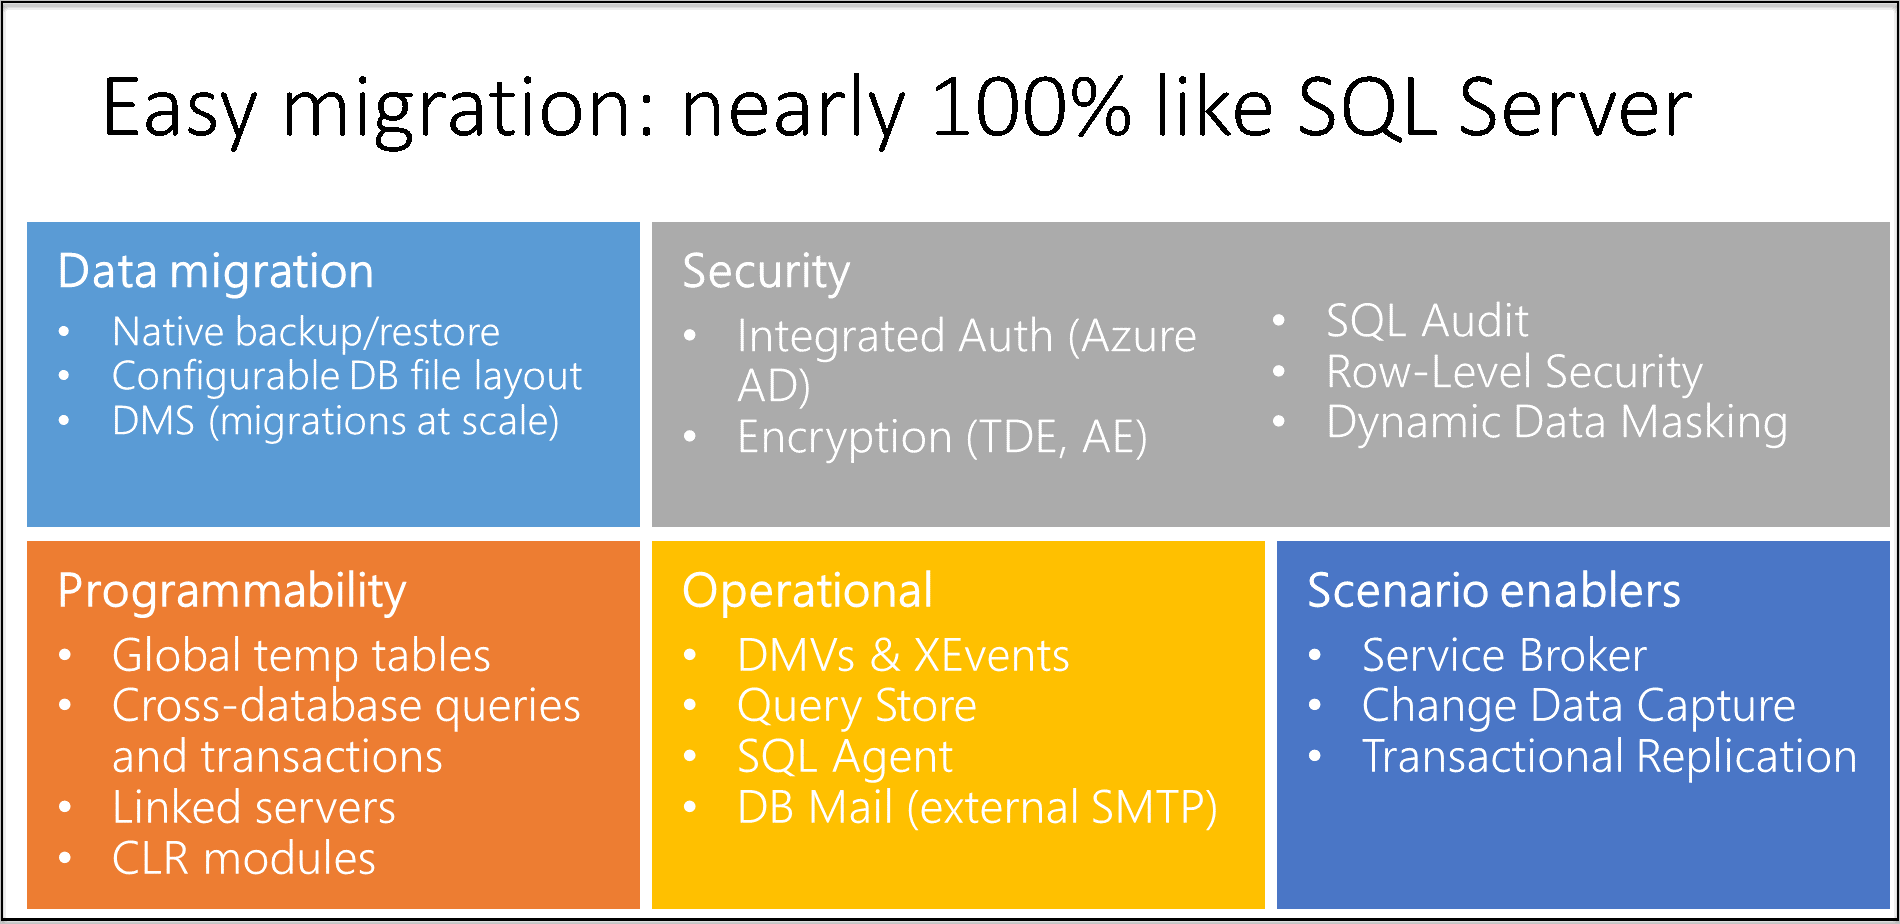 Easy migration: nearly 100% like SQL Server
Data migration
• Native backup/restore
• Configurable DB file layout
• DMS (migrations at scale)
Security
• Integrated Auth (Azure
AD)
• Encryption (TDE, AE)
• SQL Audit
• Row-Level Security
• Dynamic Data Masking
Programmability
• Global temp tables
• Cross-database queries
and transactions
• Linked servers
• CLR modules
Operational
• DMVs & XEvents
• Query Store
• SQL Agent
• DB Mail (external SMTP)
Scenario enablers
• Service Broker
• Change Data Capture
• Transactional Replication